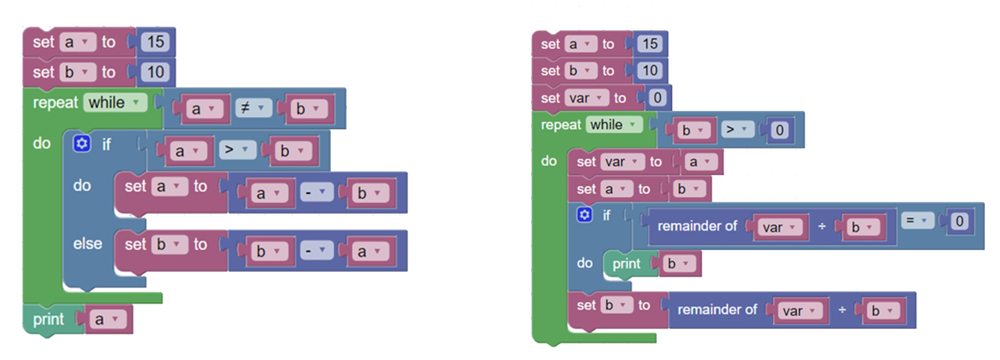 set a to 15
set b to 10
repeat while a ≠ b
do if a > b
do set a to a - b
else set b to b - a
print a
set a to 15
set b to 10
set var to 0
repeat while b > 0
do set var to a
set a to b
if remainder of var ÷ b = 0
do print b
set b to remainder of var ÷ b